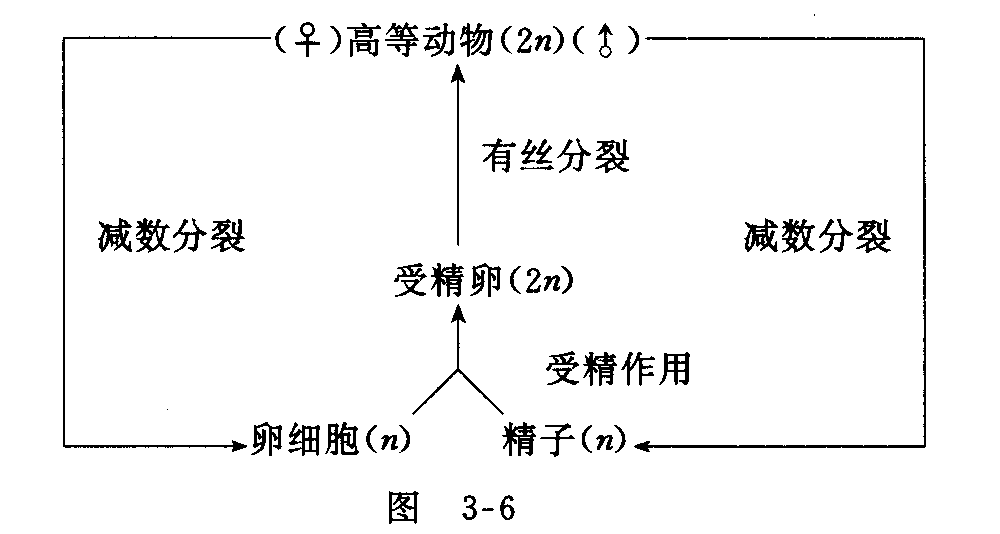 (♀)高等动物(2n)(♂)
有丝分裂
减数分裂
减数分裂
受精卵(2n)
受精作用
卵细胞(n)
精子(n)
图 3-6